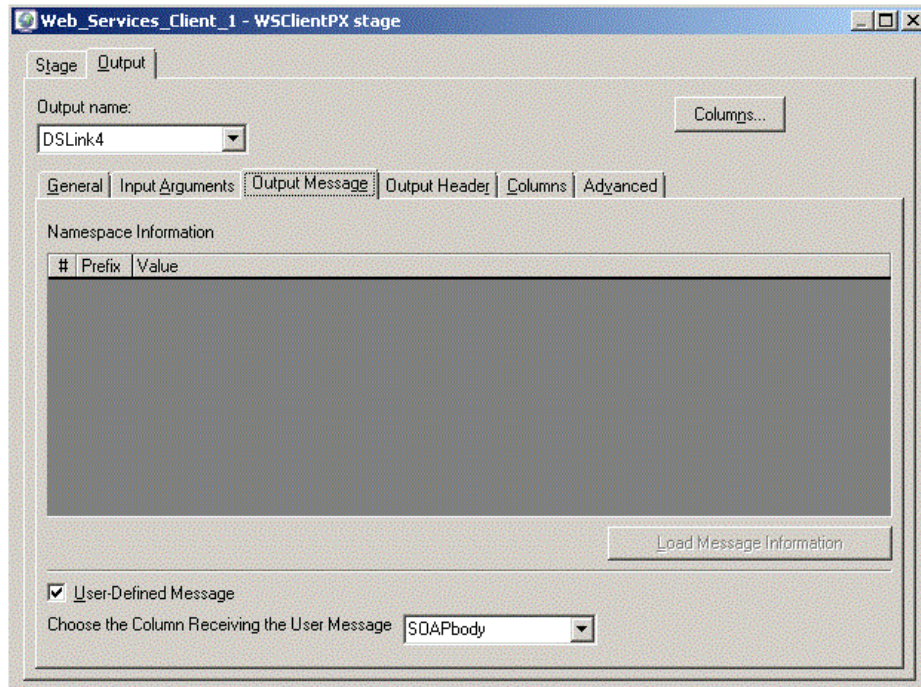 Web_Services_Client_1 - WSClientPX stage
Stage Output
Output name:
Columns...
DSLink4
General Input Arguments Output Message Output Header Columns Advanced
Namespace Information
# Prefix Value
Load Message Information
User-Defined Message
Choose the Column Receiving the User Message SOAPbody